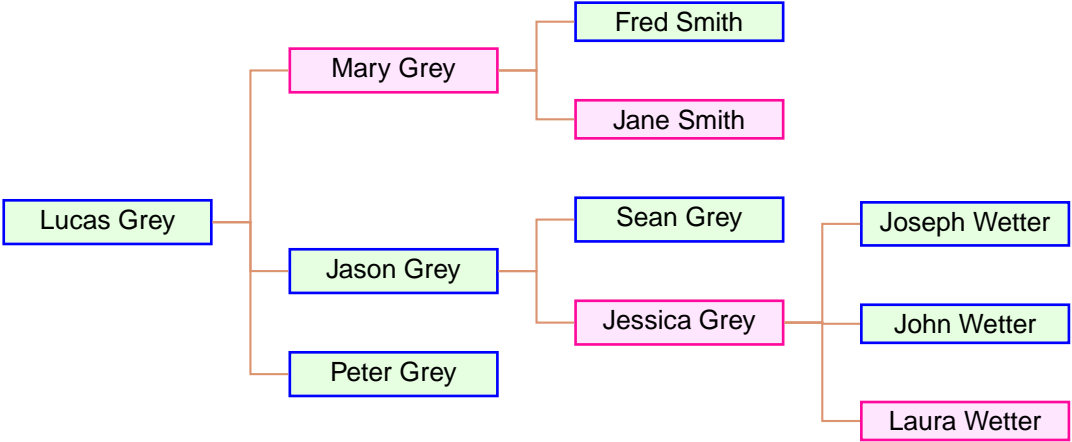 Fred Smith
Mary Grey
Jane Smith
Lucas Grey
Sean Grey
Joseph Wetter
Jason Grey
Jessica Grey
John Wetter
Peter Grey
Laura Wetter